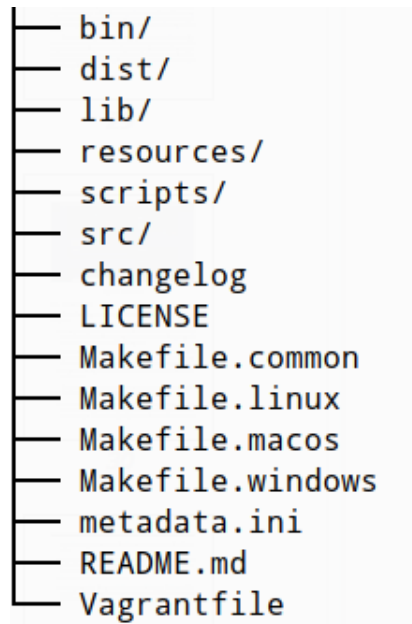 bin/
dist/
lib/
resources/
scripts/
src/
changelog
LICENSE
Makefile.common
Makefile.linux
Makefile.macos
Makefile.windows
metadata.ini
README.md
Vagrantfile